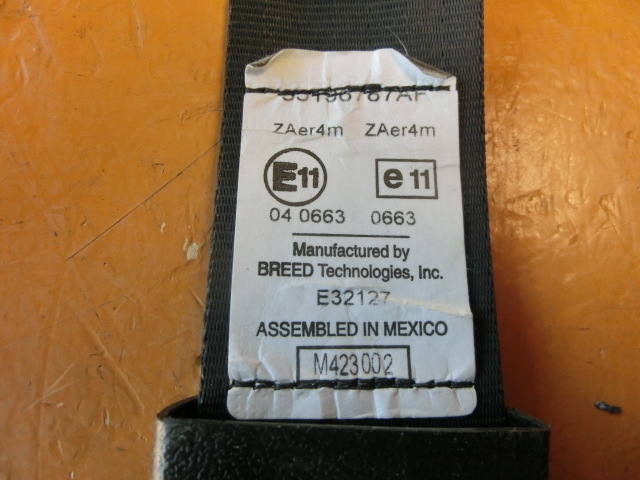 ZAer4m ZAer4m
E11 e11
04 0663 0663
Manufactured by
BREED Technologies, Inc.
E32127
ASSEMBLED IN MEXICO
M423002